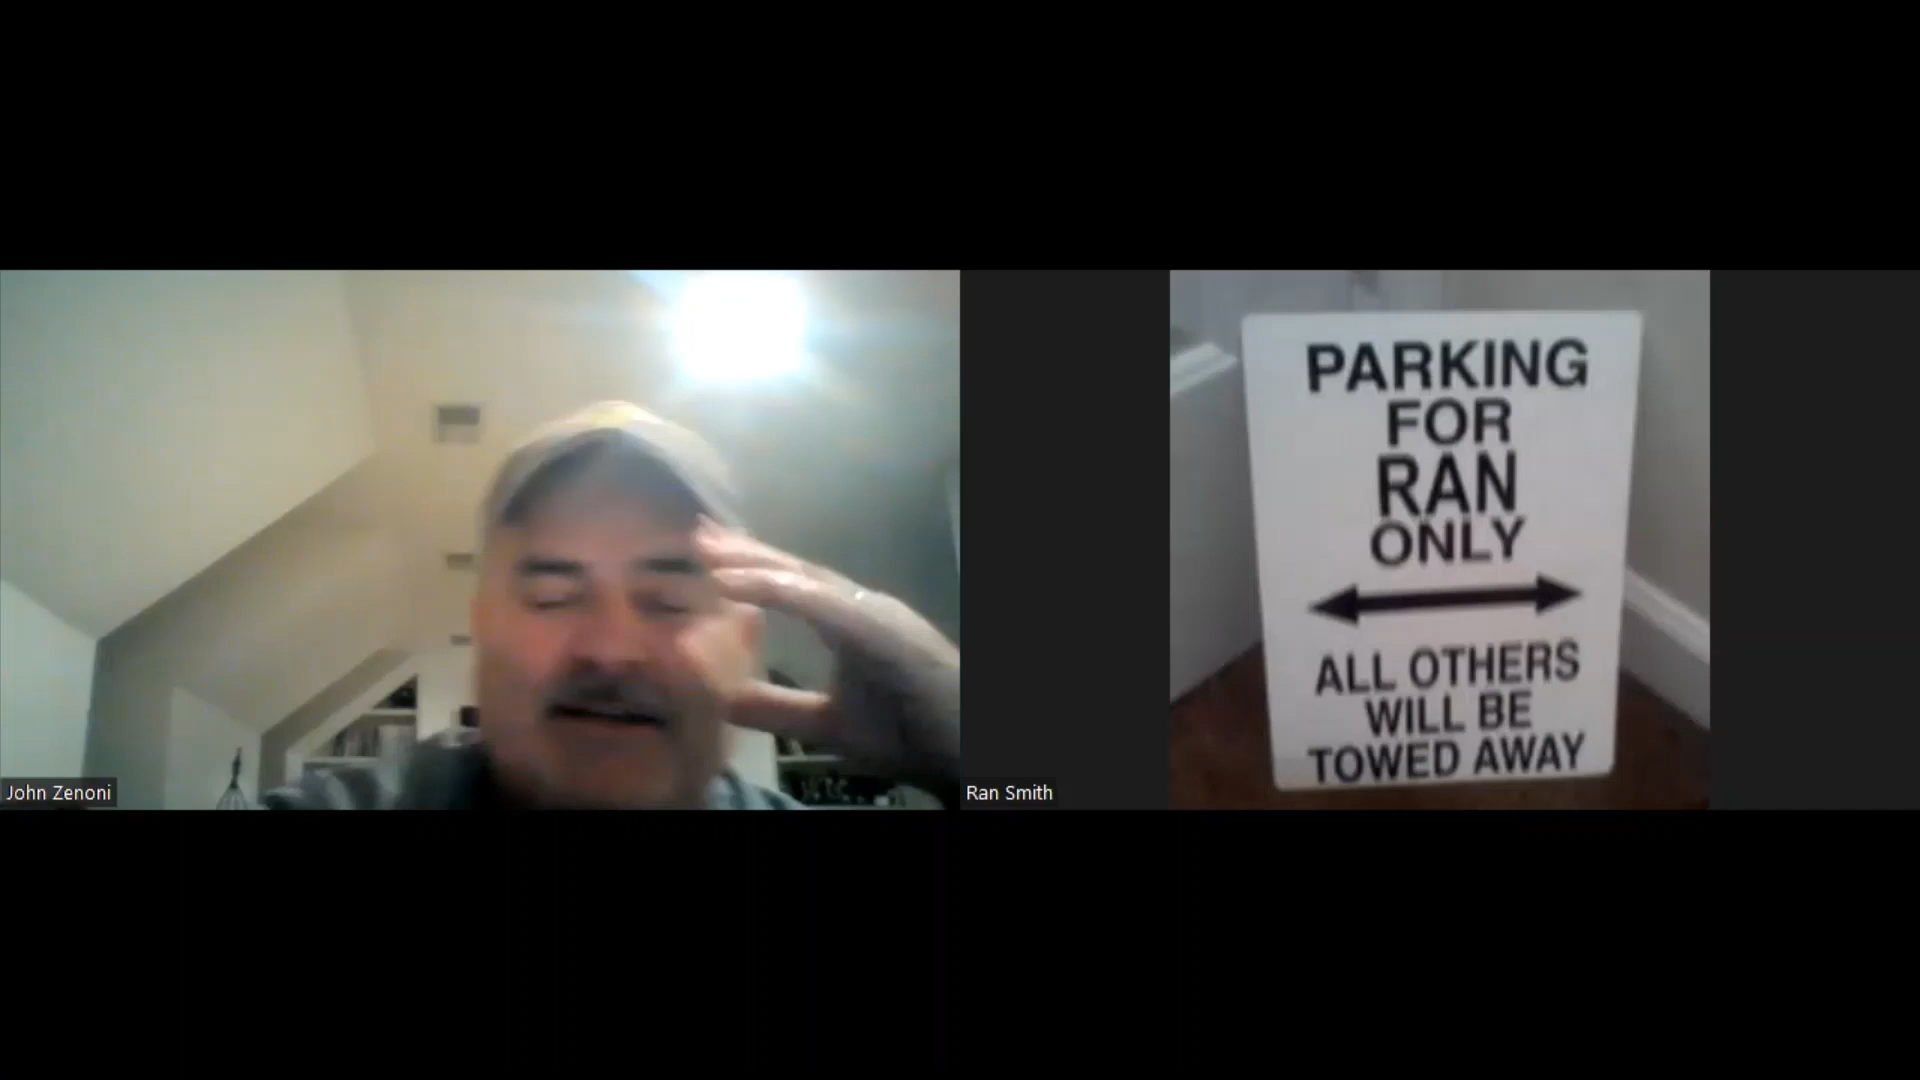 John Zenoni
Ran Smith
PARKING
FOR
RAN
ONLY
ALL OTHERS
WILL BE
TOWED AWAY